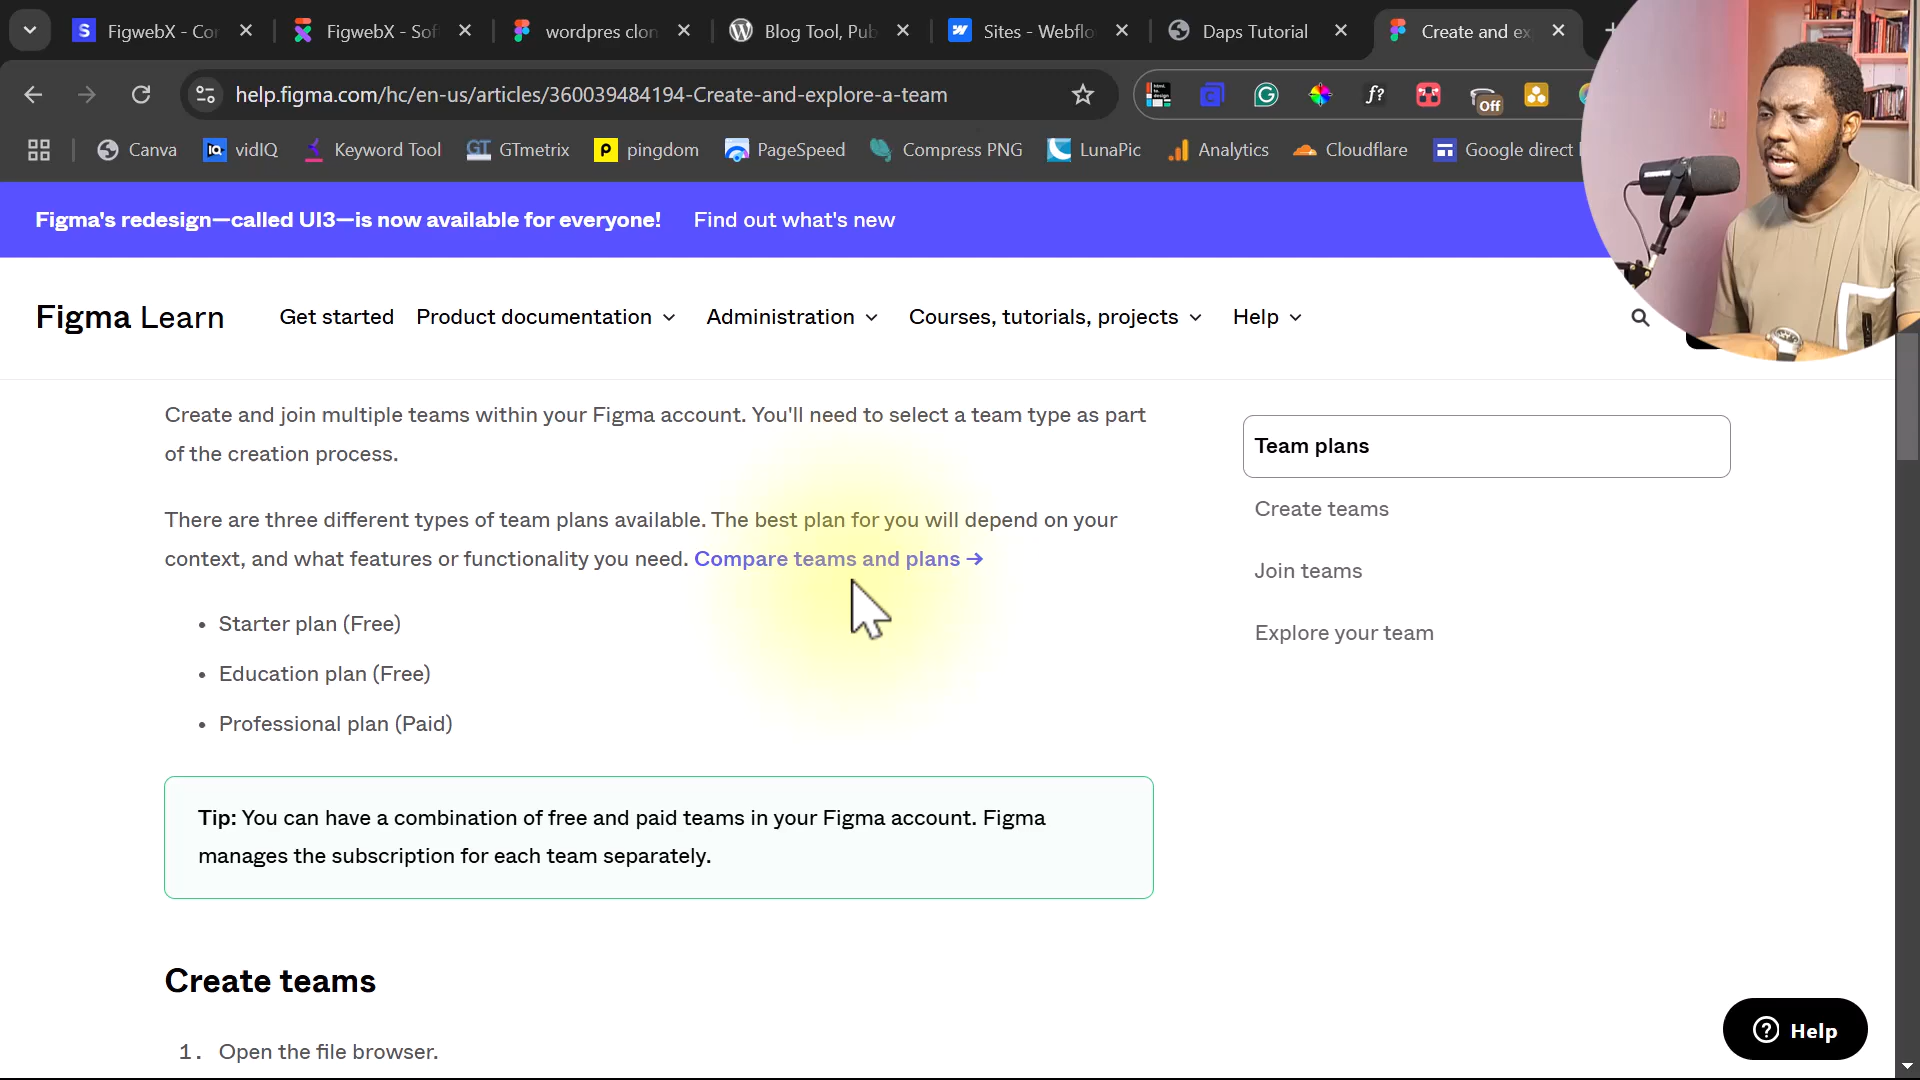 FigwebX - Cor
FigwebX - Sof
wordpres clon
Blog Tool, Pub
Sites - Webflo
Daps Tutorial
Create and ex
help.figma.com/hc/en-us/articles/360039484194-Create-and-explore-a-team
f?
Off
Canva
vidIQ
Keyword Tool
GTmetrix
pingdom
PageSpeed
Compress PNG
LunaPic
Analytics
Cloudflare
Google direct
Figma's redesign—called UI3—is now available for everyone! Find out what's new
Figma Learn
Get started
Product documentation
Administration
Courses, tutorials, projects
Help
Create and join multiple teams within your Figma account. You'll need to select a team type as part
of the creation process.
There are three different types of team plans available. The best plan for you will depend on your
context, and what features or functionality you need. Compare teams and plans →
• Starter plan (Free)
• Education plan (Free)
• Professional plan (Paid)
Tip: You can have a combination of free and paid teams in your Figma account. Figma
manages the subscription for each team separately.
Create teams
1. Open the file browser.
Team plans
Create teams
Join teams
Explore your team
Help